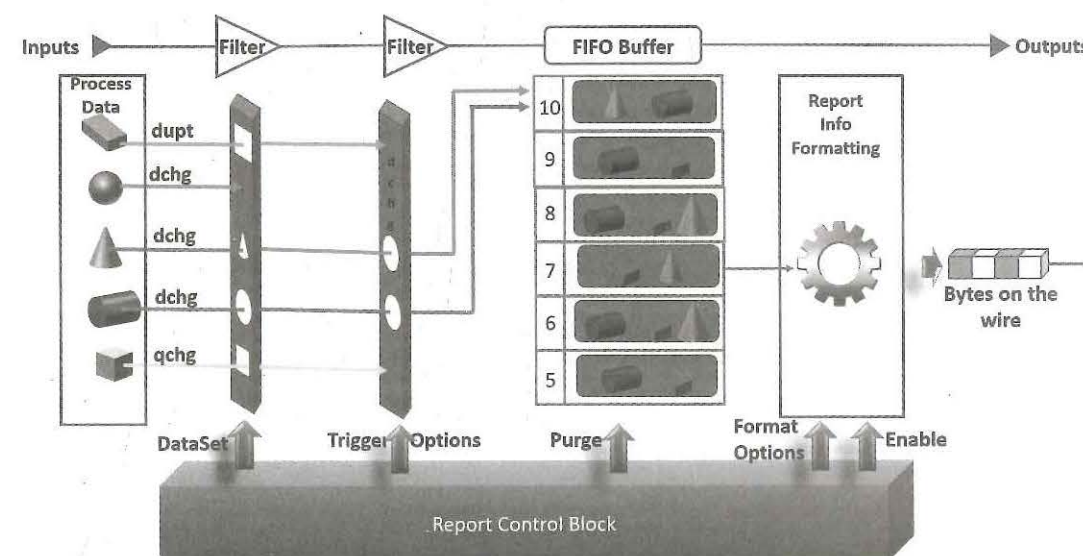 Inputs
Filter
Filter
FIFO Buffer
Outputs
Process
Data
dupt
dchg
dchg
dchg
qchg
dchg
10
9
8
7
6
5
Report
Info
Formatting
Bytes on the
wire
DataSet
Trigger Options
Purge
Format
Options
Enable
Report Control Block